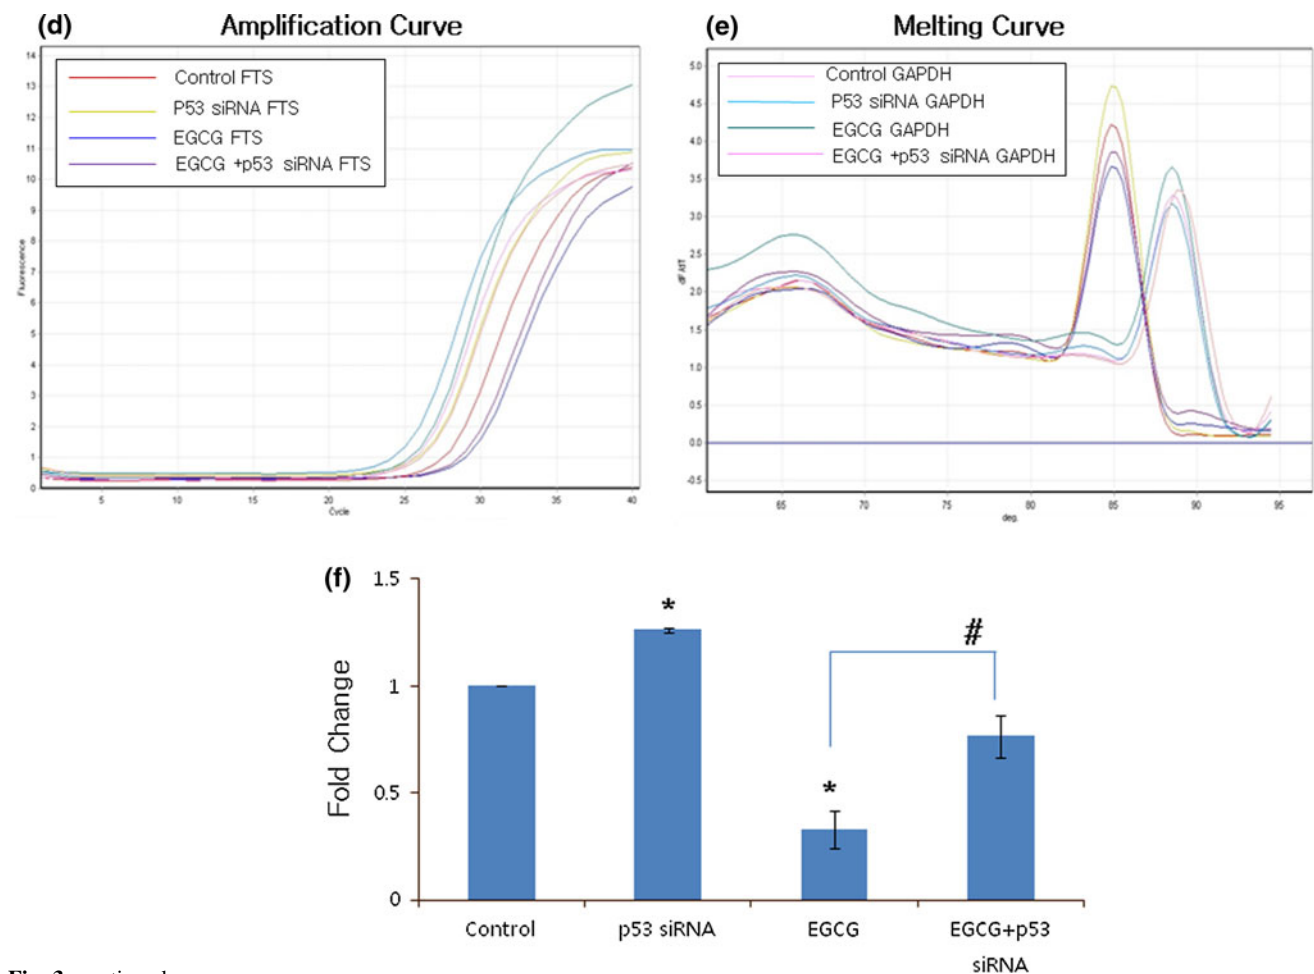 (d) Amplification Curve
14
13
12
11
10
9
8
7
6
5
4
3
2
1
0
Fluorescence
Control FTS
P53 siRNA FTS
EGCG FTS
EGCG +p53 siRNA FTS
5 10 15 20 25 30 35 40
Cycle
(e) Melting Curve
5.0
4.5
4.0
3.5
3.0
2.5
2.0
1.5
1.0
0.5
0.0
-0.5
dF/dT
Control GAPDH
P53 siRNA GAPDH
EGCG GAPDH
EGCG +p53 siRNA GAPDH
65 70 75 80 85 90 95
deg.
(f)
1.5
1
0.5
0
Fold Change
*
*
#
Control p53 siRNA EGCG EGCG+p53
siRNA